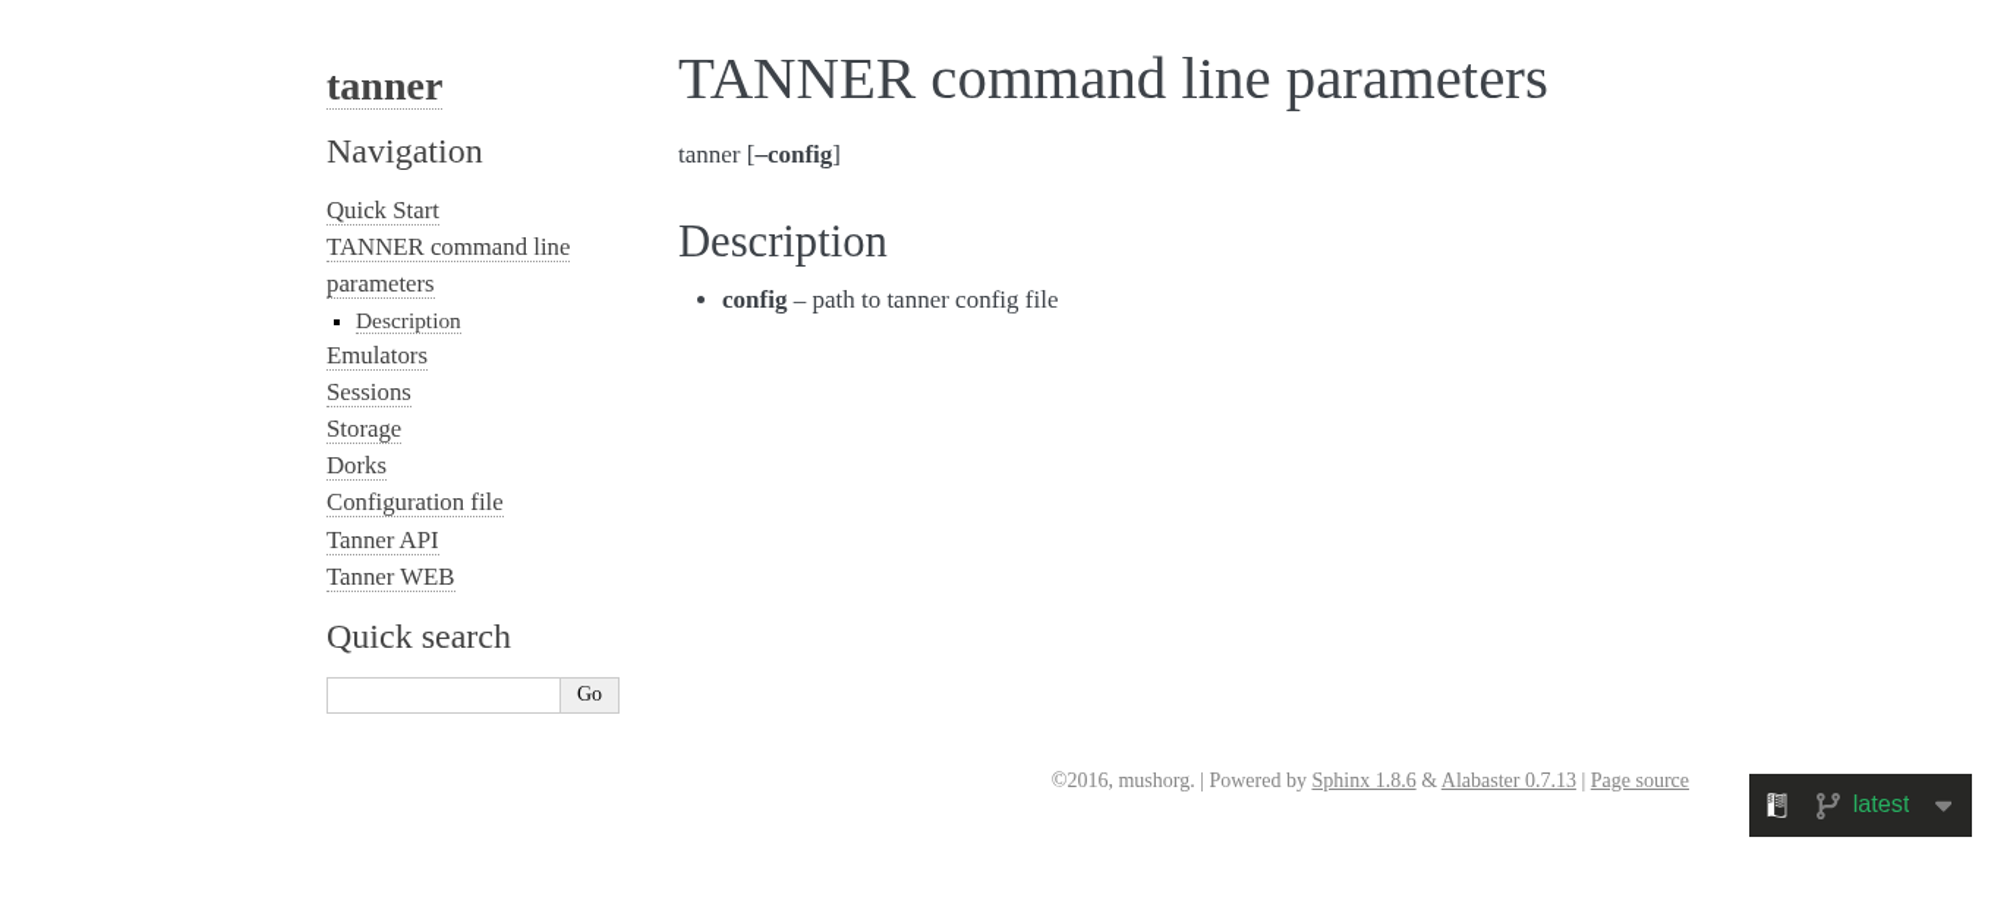 tanner
Navigation
Quick Start
TANNER command line
parameters
Description
Emulators
Sessions
Storage
Dorks
Configuration file
Tanner API
Tanner WEB
Quick search
Go
TANNER command line parameters
tanner [–config]
Description
config – path to tanner config file
©2016, mushorg. | Powered by Sphinx 1.8.6 & Alabaster 0.7.13 | Page source
latest